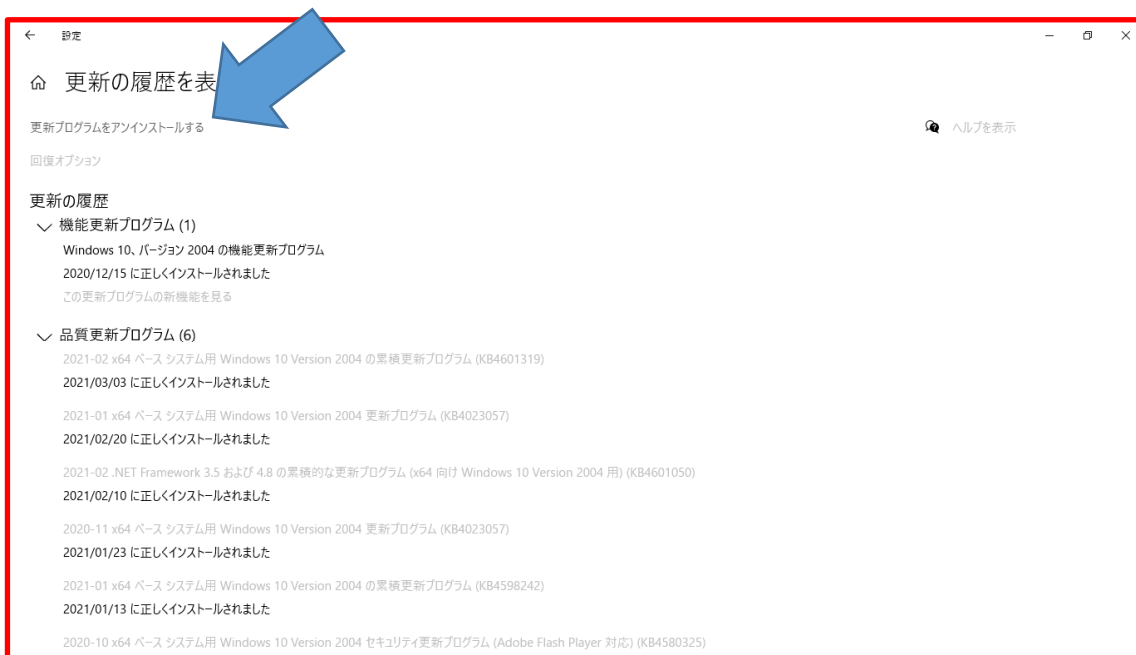 設定
更新の履歴を表
更新プログラムをアンインストールする
ヘルプを表示
回復オプション
更新の履歴
機能更新プログラム (1)
Windows 10、バージョン 2004 の機能更新プログラム
2020/12/15 に正しくインストールされました
この更新プログラムの新機能を見る
品質更新プログラム (6)
2021-02 x64 ベース システム用 Windows 10 Version 2004 の累積更新プログラム (KB4601319)
2021/03/03 に正しくインストールされました
2021-01 x64 ベース システム用 Windows 10 Version 2004 更新プログラム (KB4023057)
2021/02/20 に正しくインストールされました
2021-02 .NET Framework 3.5 および 4.8 の累積的な更新プログラム (x64 向け Windows 10 Version 2004 用) (KB4601050)
2021/02/10 に正しくインストールされました
2020-11 x64 ベース システム用 Windows 10 Version 2004 更新プログラム (KB4023057)
2021/01/23 に正しくインストールされました
2021-01 x64 ベース システム用 Windows 10 Version 2004 の累積更新プログラム (KB4598242)
2021/01/13 に正しくインストールされました
2020-10 x64 ベース システム用 Windows 10 Version 2004 セキュリティ更新プログラム (Adobe Flash Player 対応) (KB4580325)